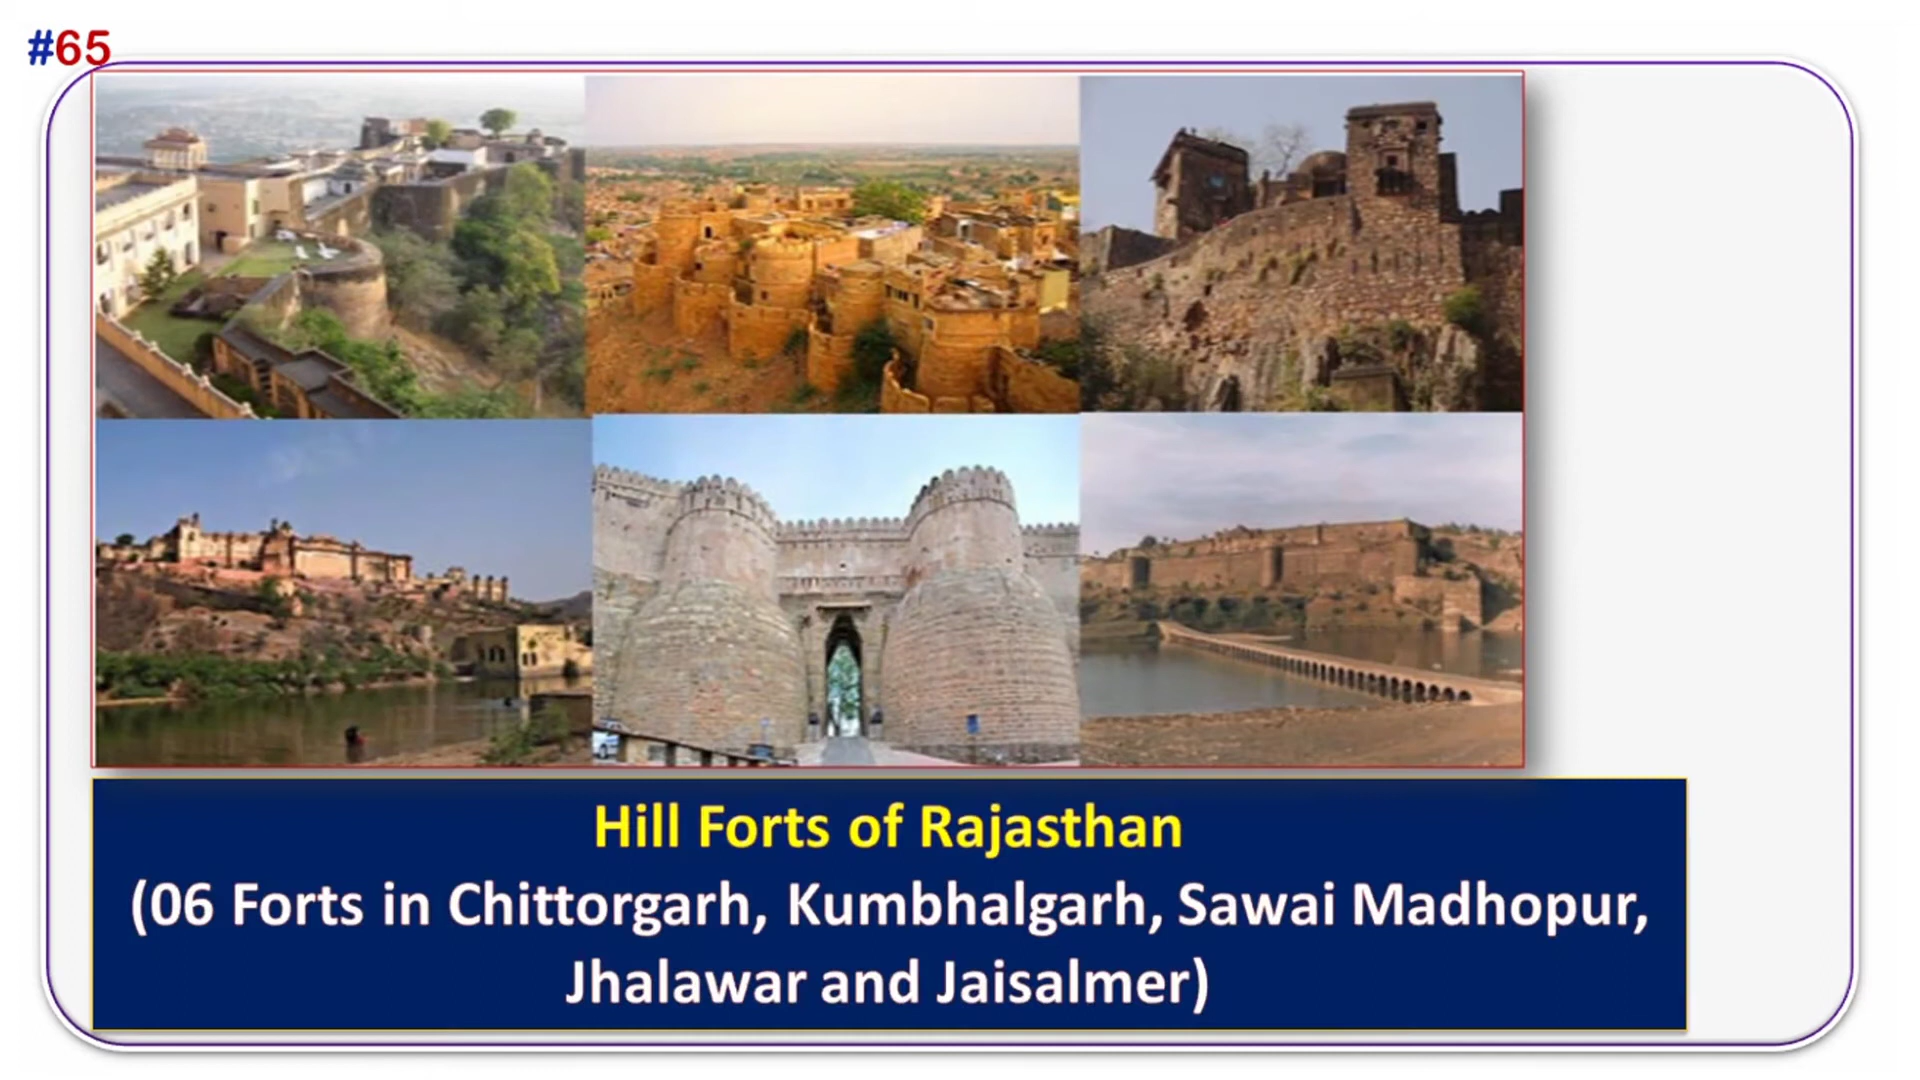 #65
Hill Forts of Rajasthan
(06 Forts in Chittorgarh, Kumbhalgarh, Sawai Madhopur,
Jhalawar and Jaisalmer)